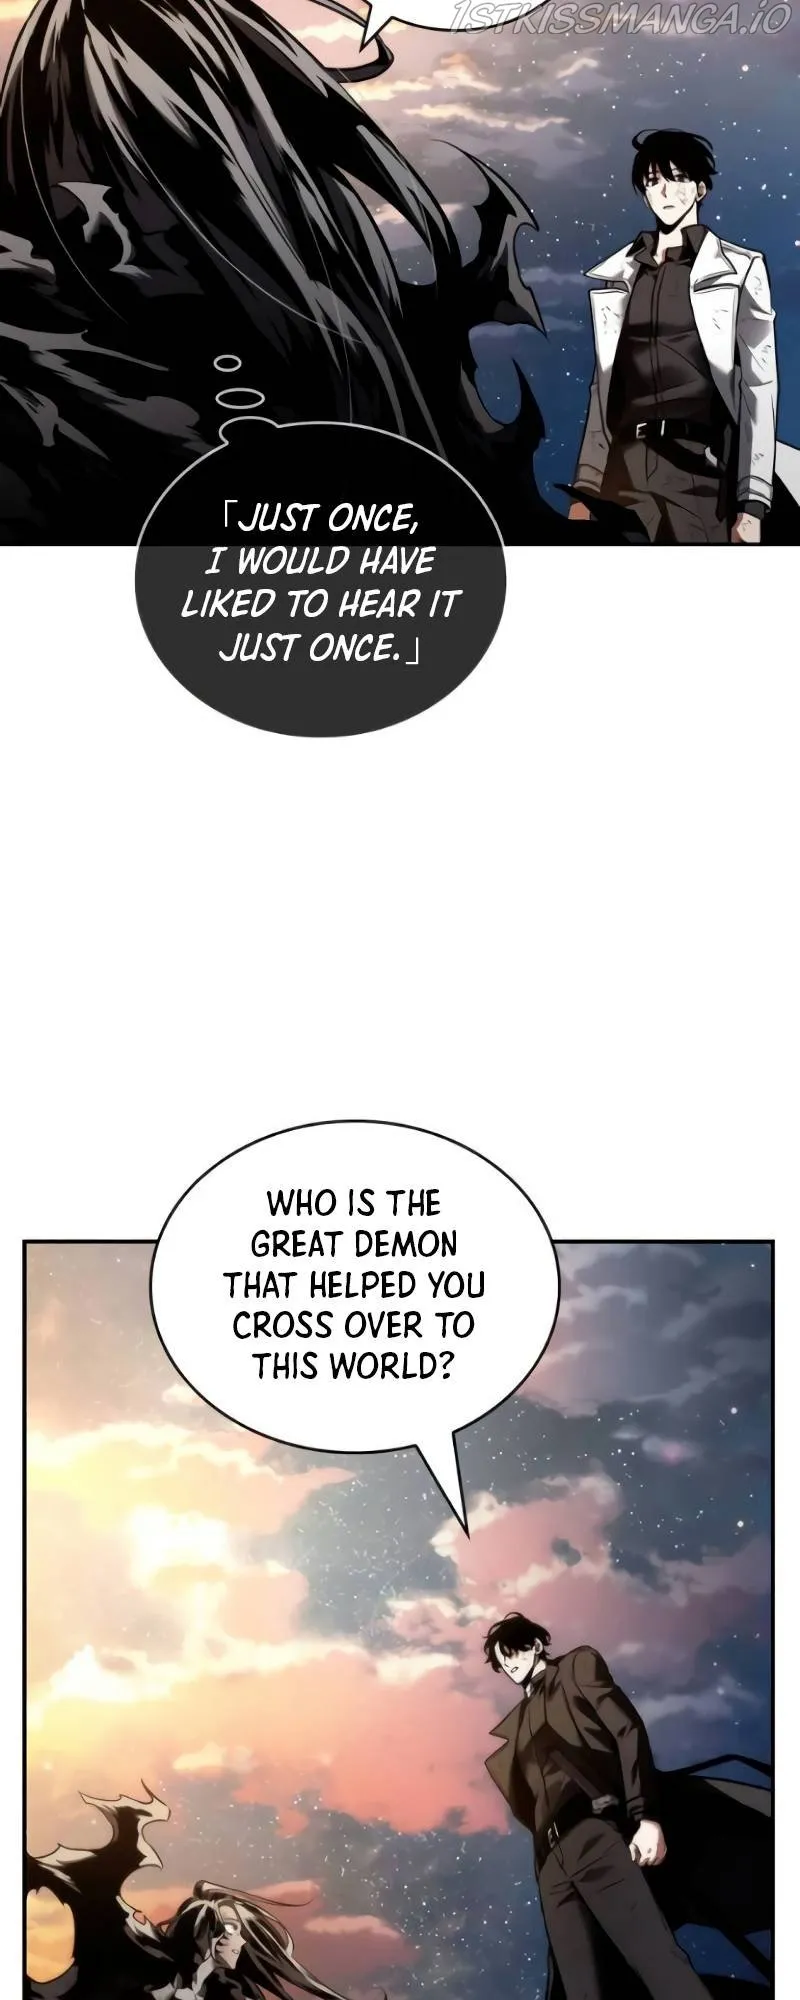 1STKISSMANGA.IO
「JUST ONCE,
I WOULD HAVE
LIKED TO HEAR IT
JUST ONCE.」
WHO IS THE
GREAT DEMON
THAT HELPED YOU
CROSS OVER TO
THIS WORLD?